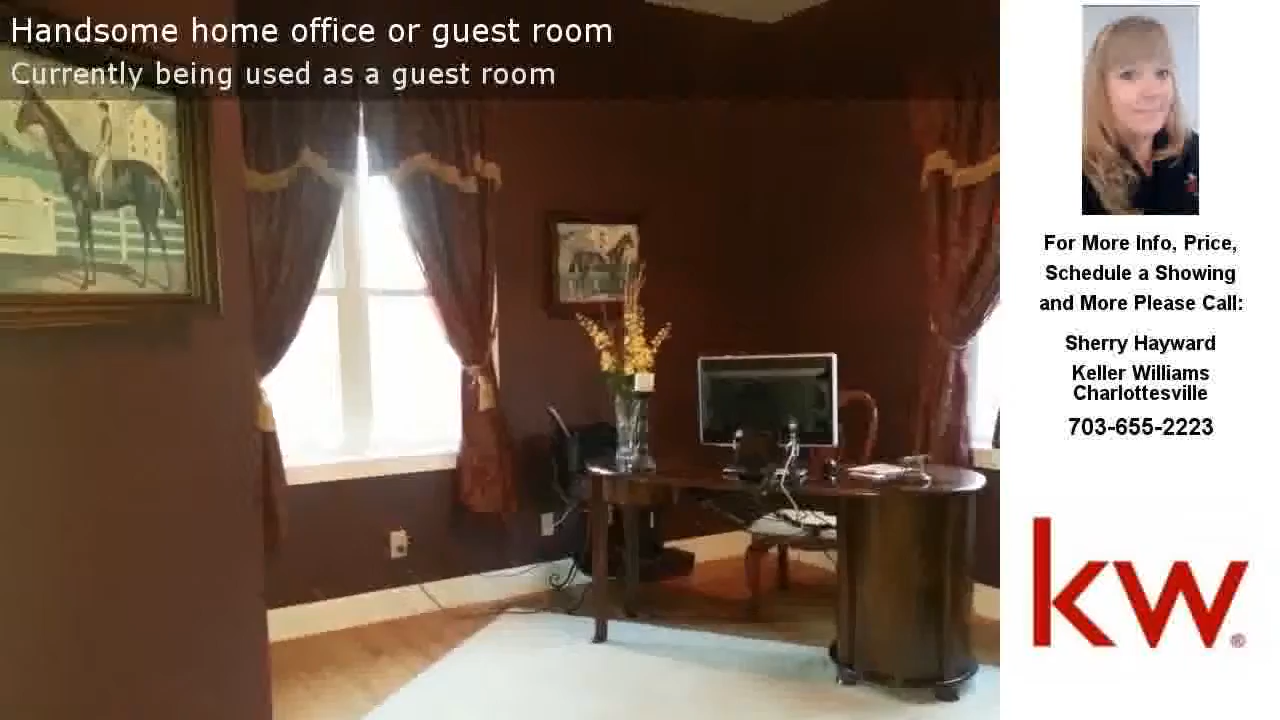 Handsome home office or guest room
Currently being used as a guest room
For More Info, Price,
Schedule a Showing
and More Please Call:
Sherry Hayward
Keller Williams
Charlottesville
703-655-2223
kw®